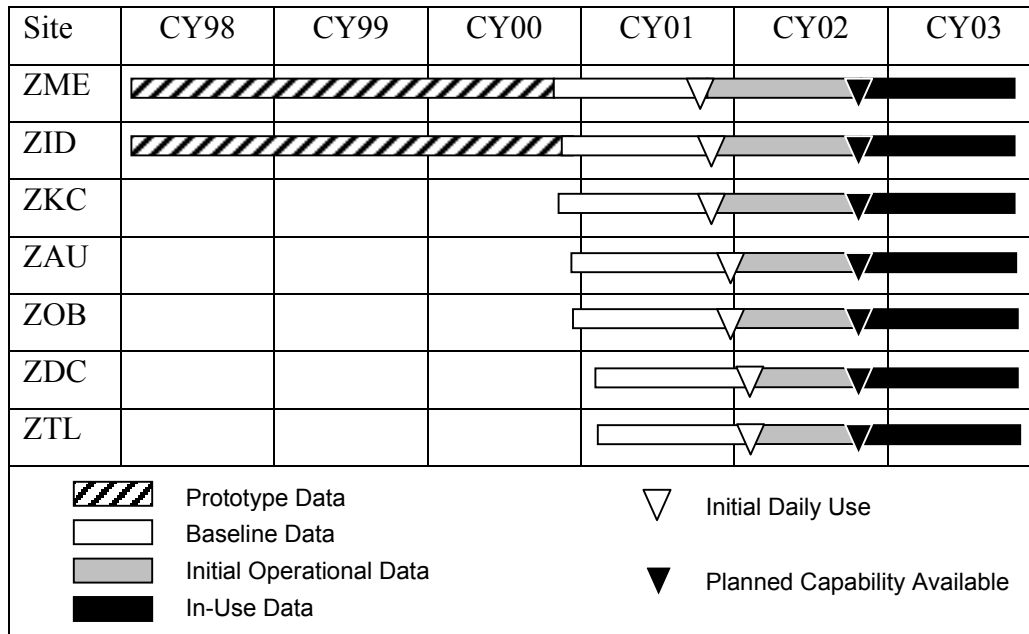 Site CY98 CY99 CY00 CY01 CY02 CY03
ZME
ZID
ZKC
ZAU
ZOB
ZDC
ZTL
Prototype Data
Baseline Data
Initial Operational Data
In-Use Data
Initial Daily Use
Planned Capability Available